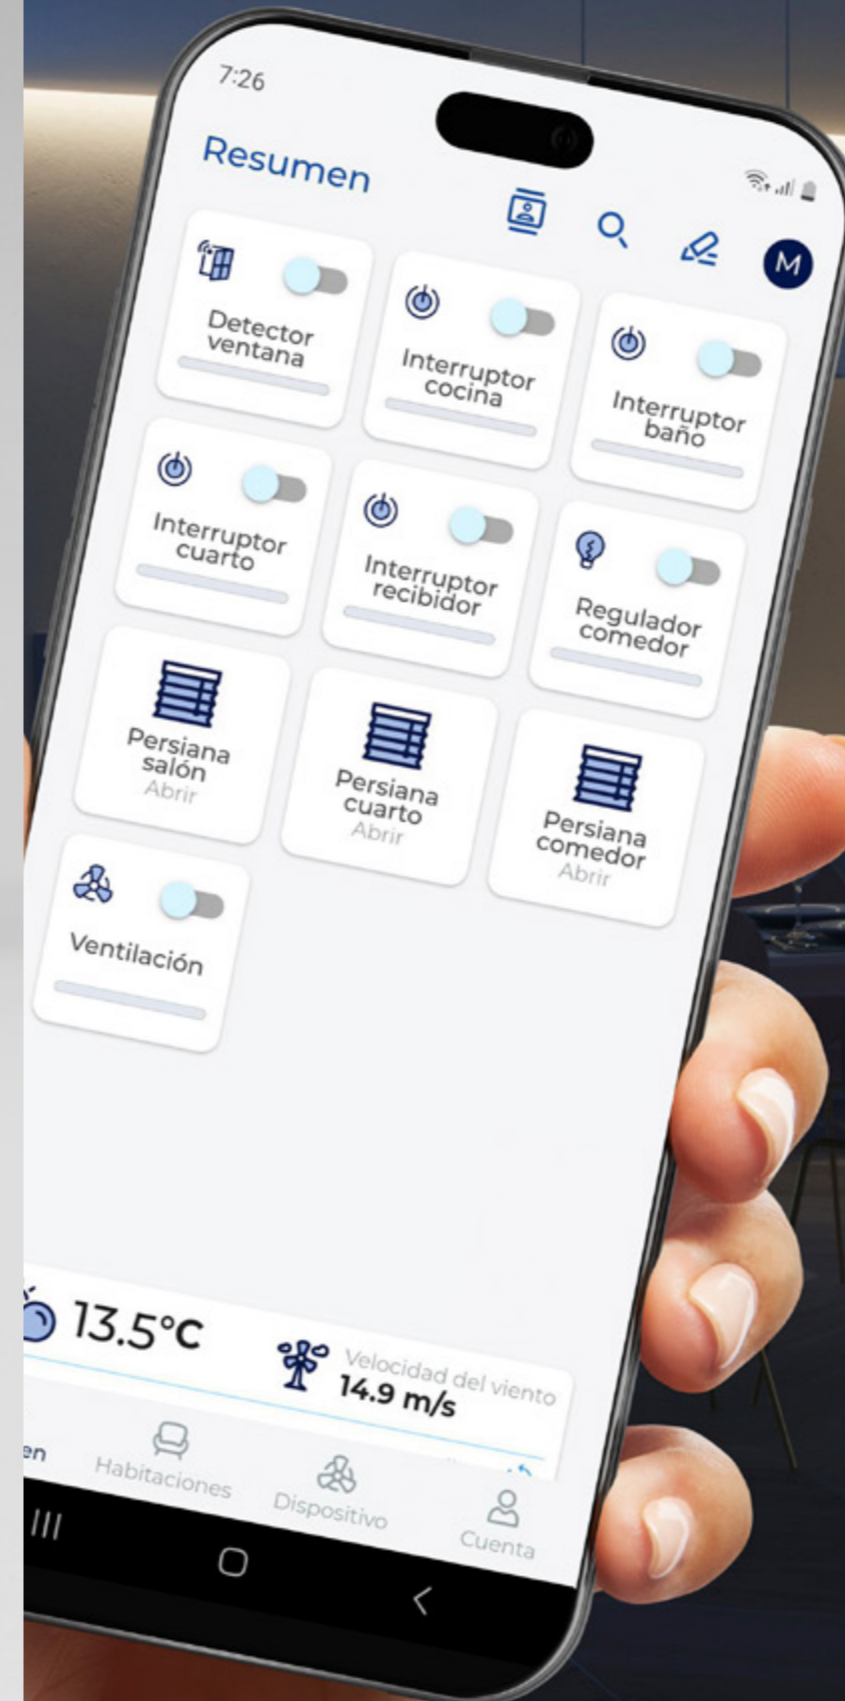 7:26
Resumen
M
Detector
ventana
Interruptor
cocina
Interruptor
baño
Interruptor
cuarto
Interruptor
recibidor
Regulador
comedor
Persiana
salón
Abrir
Persiana
cuarto
Abrir
Persiana
comedor
Abrir
Ventilación
13.5°C
Velocidad del viento
14.9 m/s
en
Habitaciones
Dispositivo
Cuenta